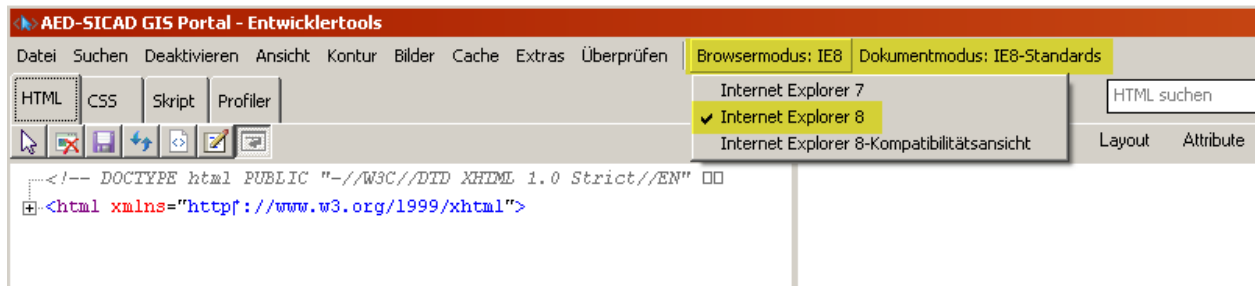 AED-SICAD GIS Portal - Entwicklertools
Datei Suchen Deaktivieren Ansicht Kontur Bilder Cache Extras Überprüfen Browsermodus: IE8 Dokumentmodus: IE8-Standards
Internet Explorer 7
HTML CSS Skript Profiler HTML suchen
Internet Explorer 8
Internet Explorer 8-Kompatibilitätsansicht Layout Attribute
<!-- DOCTYPE html PUBLIC "-//W3C//DTD XHTML 1.0 Strict//EN" □□
<html xmlns="http://www.w3.org/1999/xhtml">